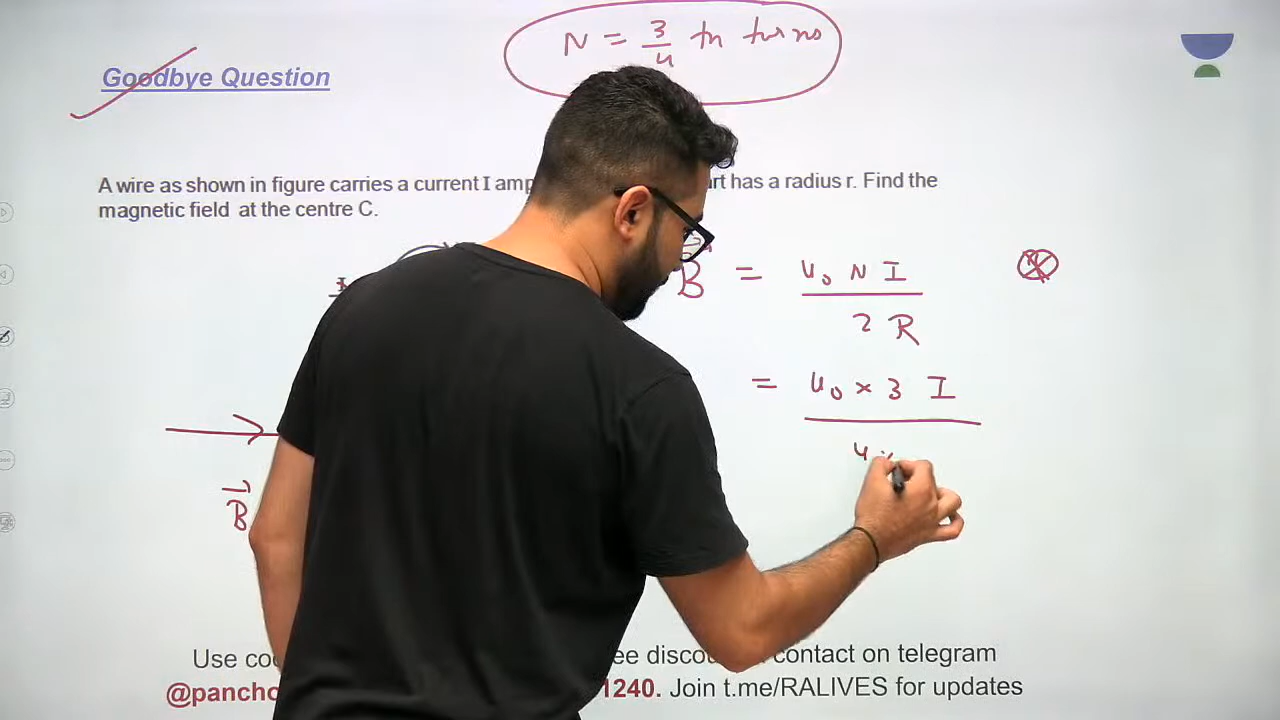 N = 3/4 th turns
Goodbye Question
A wire as shown in figure carries a current I amp rt has a radius r. Find the
magnetic field at the centre C.
I
B = u0 N I / 2 R
= u0 x 3 I / 4 x
B
Use co ee disco contact on telegram
@pancho 1240. Join t.me/RALIVES for updates